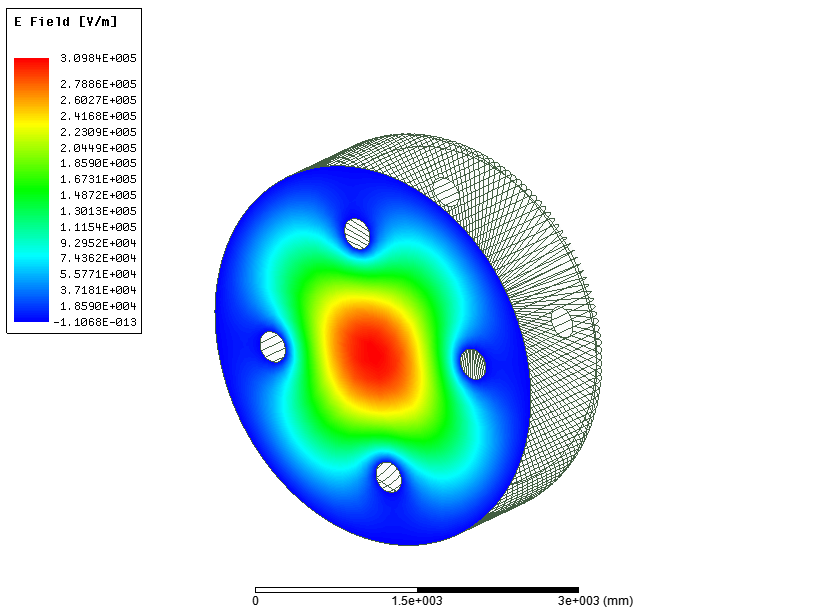 E Field [V/m]
3.0984E+005
2.7886E+005
2.6027E+005
2.4168E+005
2.2309E+005
2.0449E+005
1.8590E+005
1.6731E+005
1.4872E+005
1.3013E+005
1.1154E+005
9.2952E+004
7.4362E+004
5.5771E+004
3.7181E+004
1.8590E+004
-1.1068E-013
0 1.5e+003 3e+003 (mm)